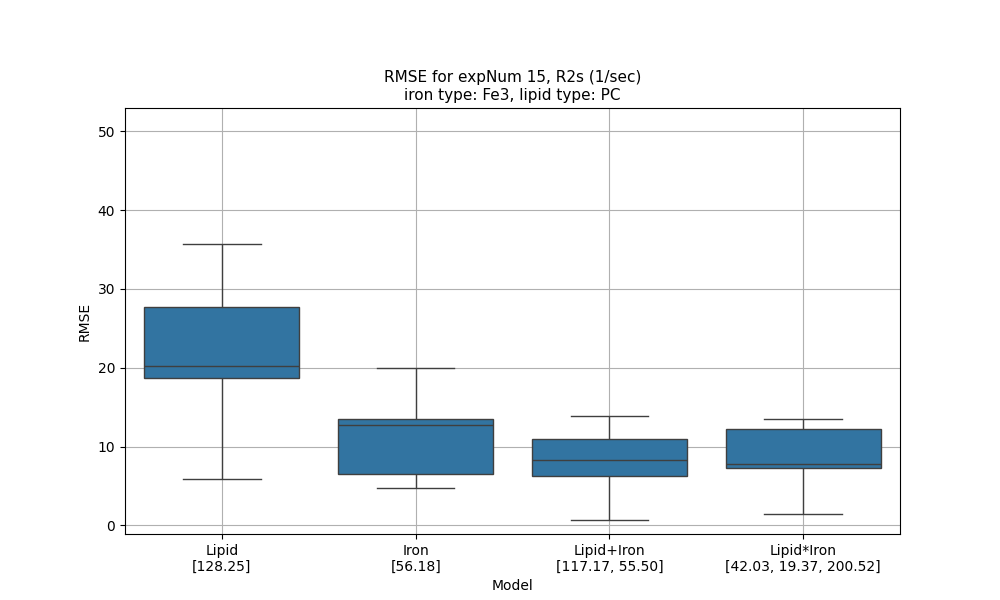 RMSE for expNum 15, R2s (1/sec)
iron type: Fe3, lipid type: PC
50
40
30
20
10
0
RMSE
Lipid
[128.25]
Iron
[56.18]
Lipid+Iron
[117.17, 55.50]
Lipid*Iron
[42.03, 19.37, 200.52]
Model